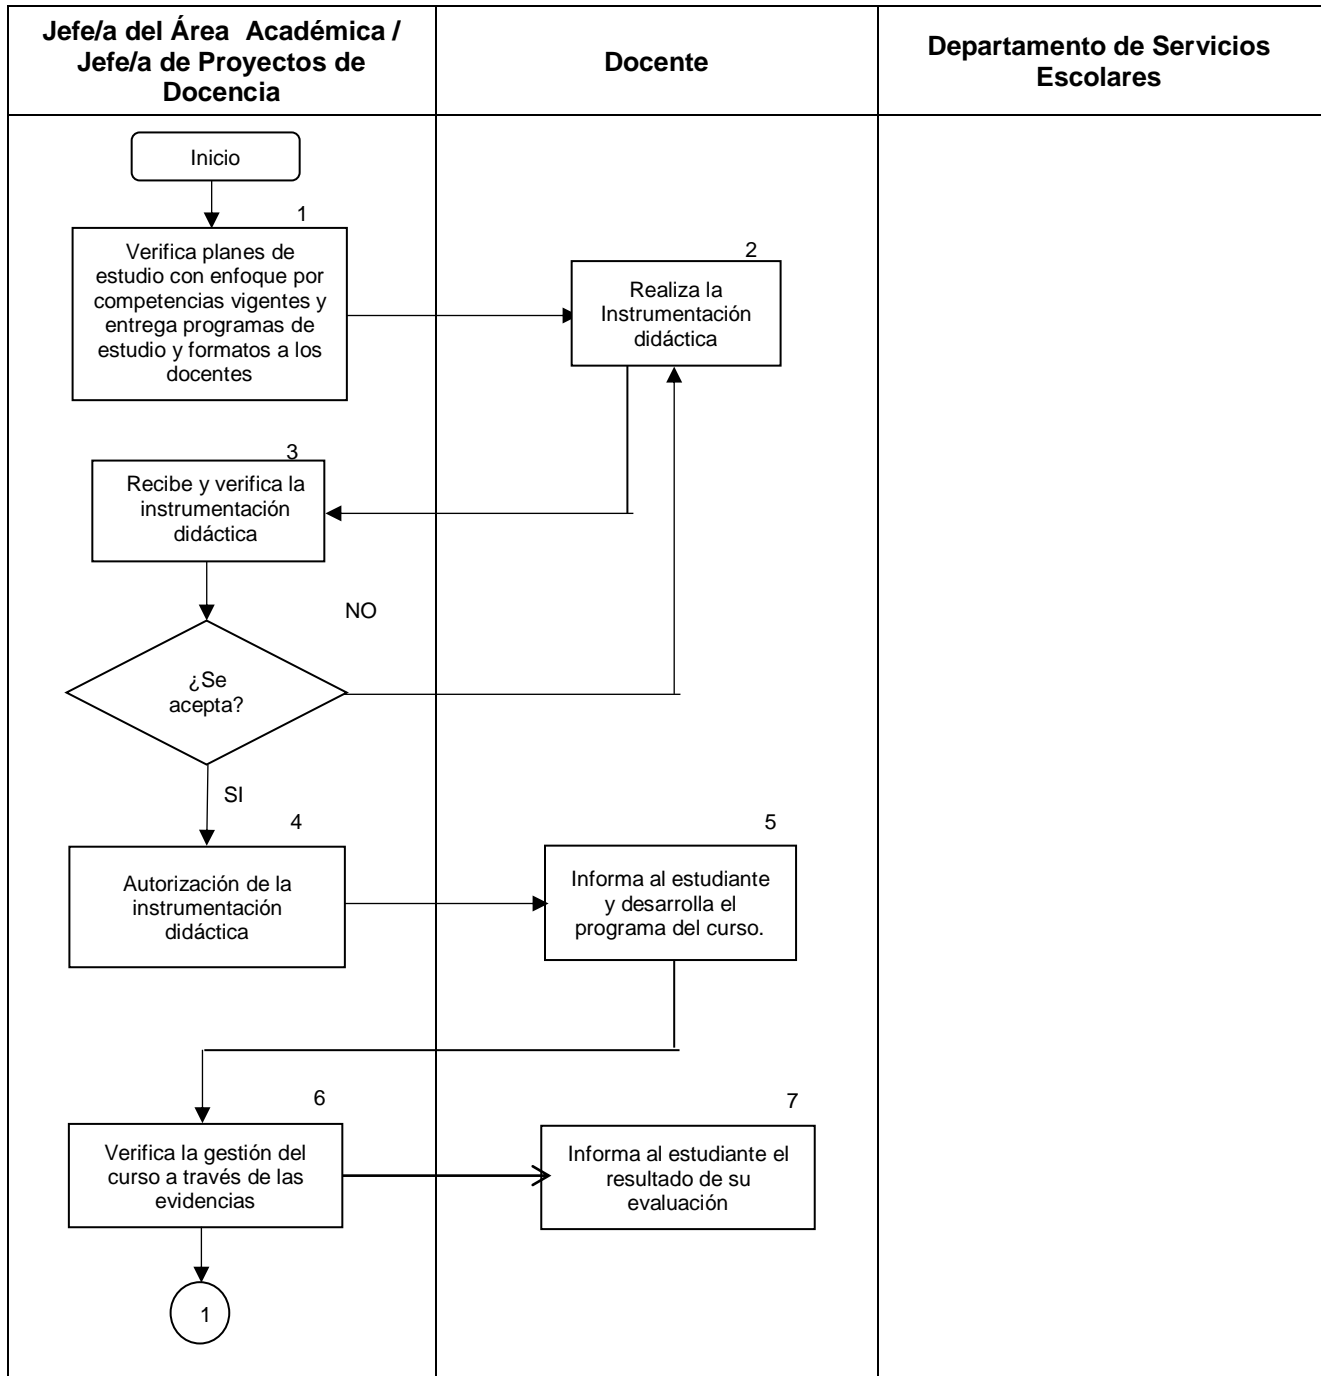 Jefe/a del Área Académica /
Jefe/a de Proyectos de
Docencia
Docente
Departamento de Servicios
Escolares
Inicio
1
Verifica planes de
estudio con enfoque por
competencias vigentes y
entrega programas de
estudio y formatos a los
docentes
2
Realiza la
Instrumentación
didáctica
3
Recibe y verifica la
instrumentación
didáctica
NO
¿Se
acepta?
SI
4
Autorización de la
instrumentación
didáctica
5
Informa al estudiante
y desarrolla el
programa del curso.
6
Verifica la gestión del
curso a través de las
evidencias
7
Informa al estudiante el
resultado de su
evaluación
1